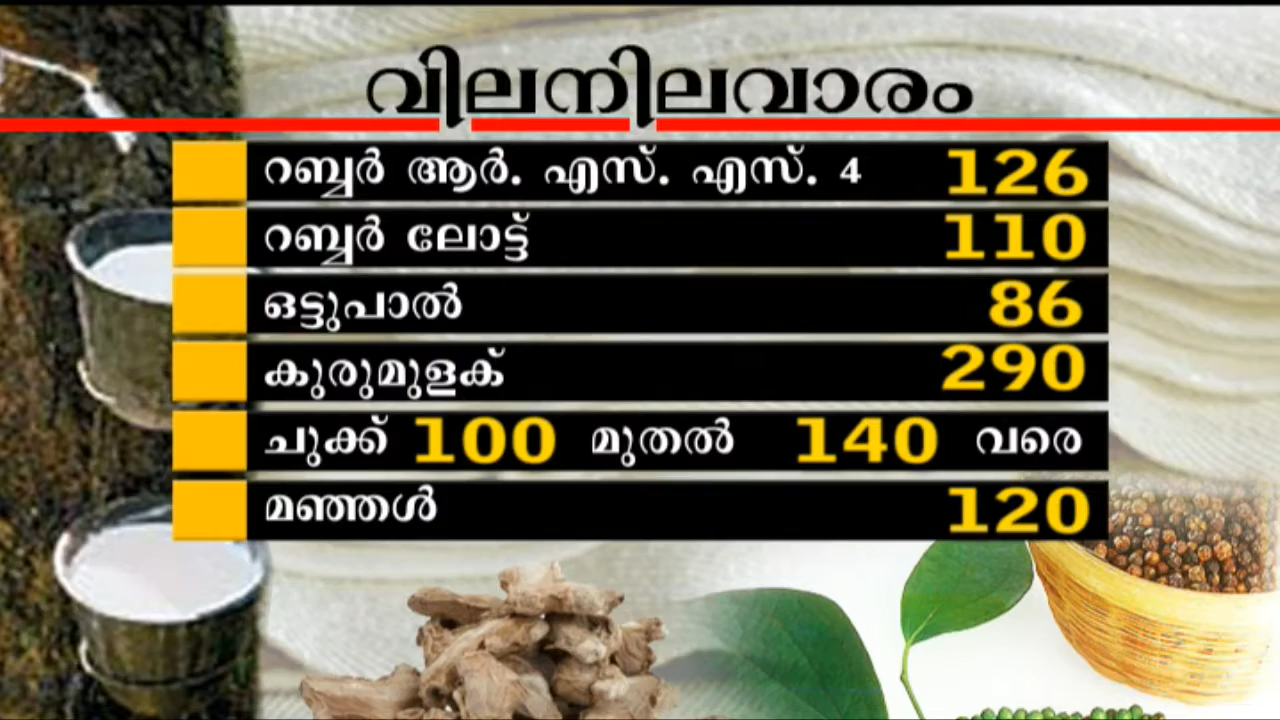 വിലനിലവാരം
റബ്ബർ ആർ. എസ്. എസ്. 4 126
റബ്ബർ ലോട്ട് 110
ഒട്ടുപാൽ 86
കുരുമുളക് 290
ചുക്ക് 100 മുതൽ 140 വരെ
മഞ്ഞൾ 120